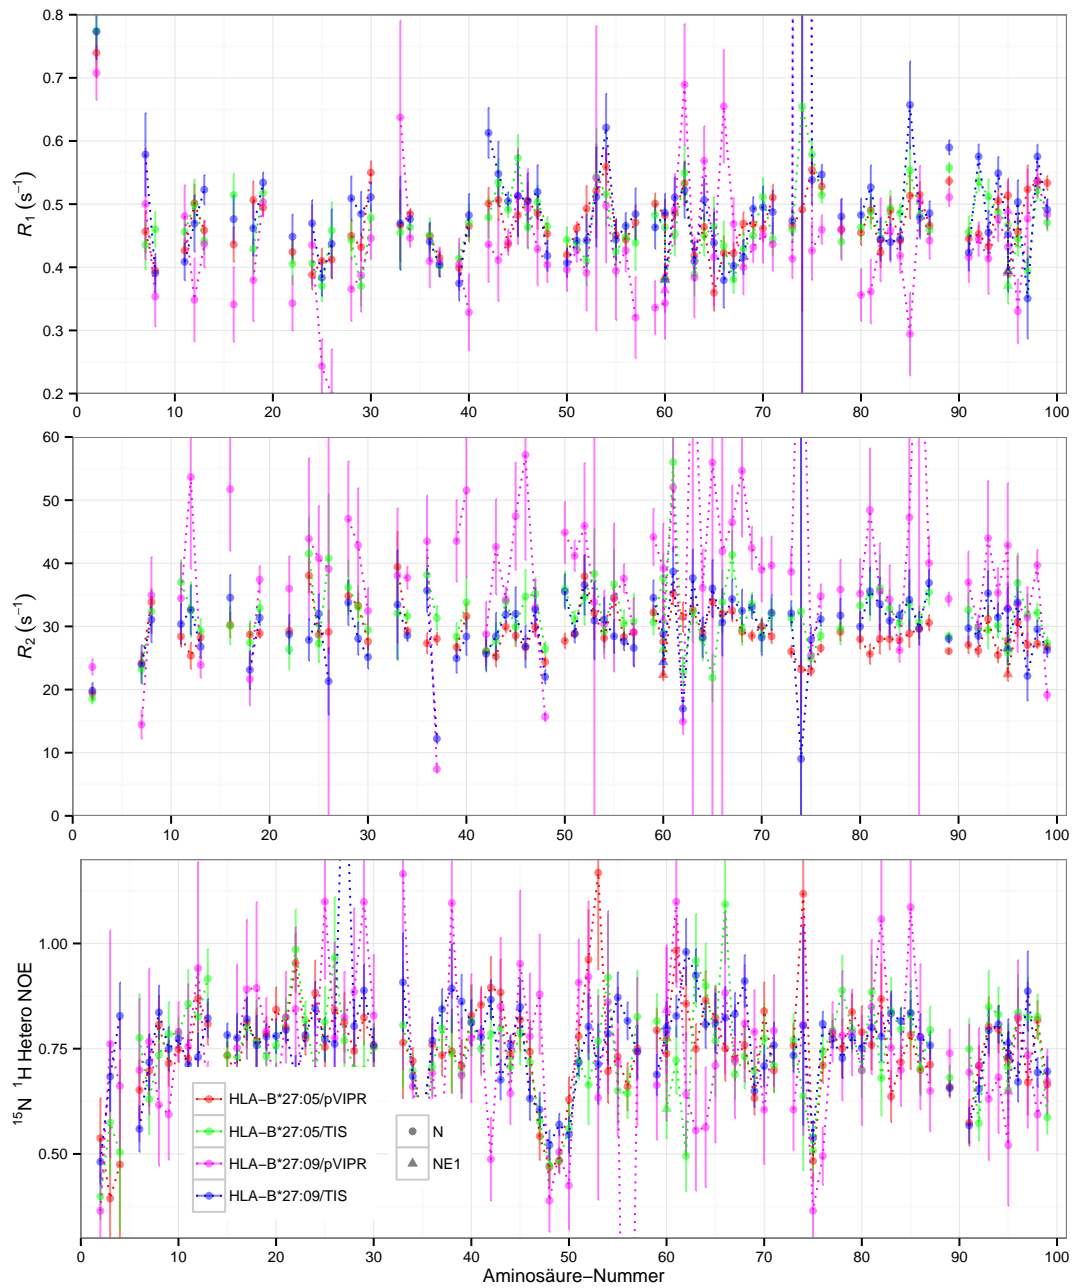 0.8
0.7
0.6
0.5
0.4
0.3
0.2
R1 (s−1)
0 10 20 30 40 50 60 70 80 90 100
60
50
40
30
20
10
0
R2 (s−1)
0 10 20 30 40 50 60 70 80 90 100
1.00
0.75
0.50
15N 1H Hetero NOE
HLA−B*27:05/pVIPR
HLA−B*27:05/TIS
HLA−B*27:09/pVIPR
HLA−B*27:09/TIS
N
NE1
0 10 20 30 40 50 60 70 80 90 100
Aminosäure−Nummer